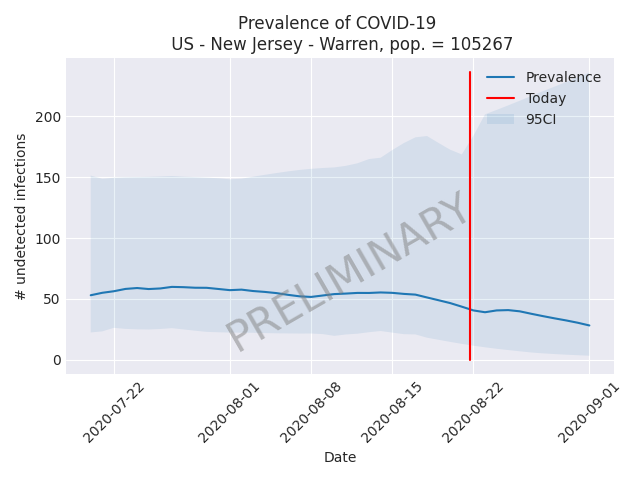 Prevalence of COVID-19
US - New Jersey - Warren, pop. = 105267
# undetected infections
200
150
100
50
0
Prevalence
Today
95CI
PRELIMINARY
2020-07-22
2020-08-01
2020-08-08
2020-08-15
2020-08-22
2020-09-01
Date